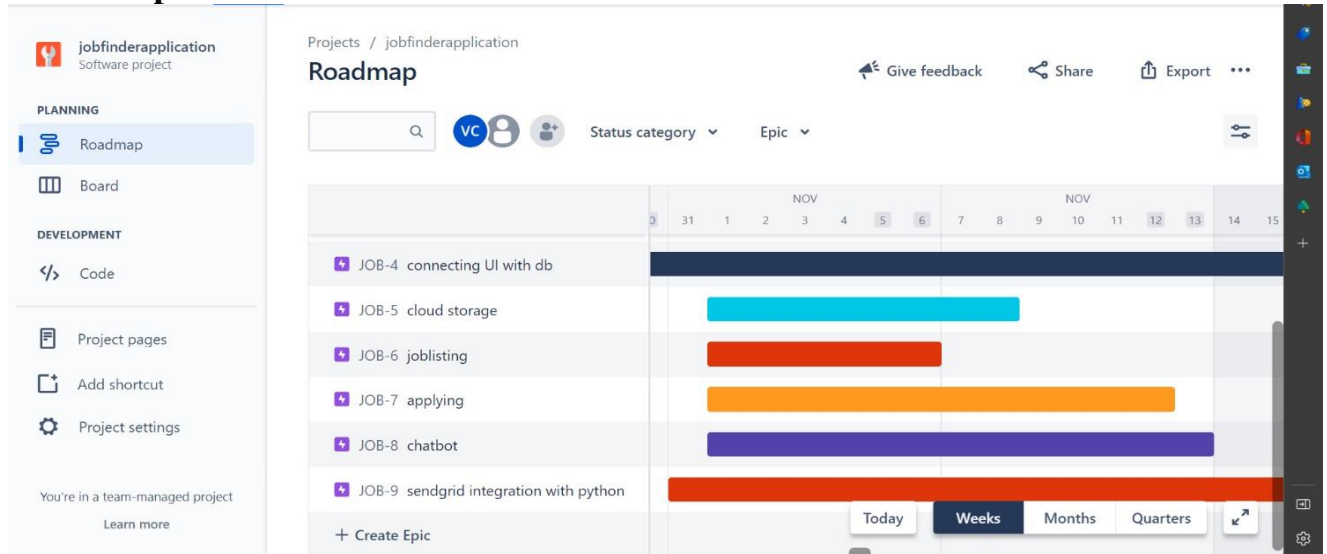 jobfinderapplication
Software project
PLANNING
Roadmap
Board
DEVELOPMENT
Code
Project pages
Add shortcut
Project settings
You're in a team-managed project
Learn more
Projects / jobfinderapplication
Roadmap
Give feedback
Share
Export
VC
Status category
Epic
NOV NOV
31 1 2 3 4 5 6 7 8 9 10 11 12 13 14 15
JOB-4 connecting UI with db
JOB-5 cloud storage
JOB-6 joblisting
JOB-7 applying
JOB-8 chatbot
JOB-9 sendgrid integration with python
+ Create Epic
Today
Weeks Months Quarters